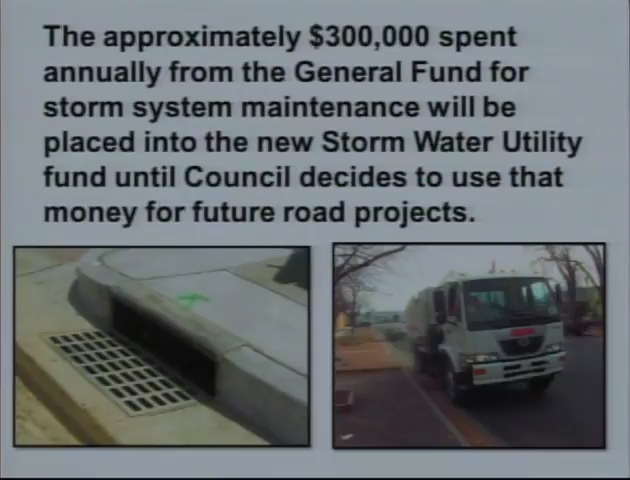 The approximately $300,000 spent
annually from the General Fund for
storm system maintenance will be
placed into the new Storm Water Utility
fund until Council decides to use that
money for future road projects.